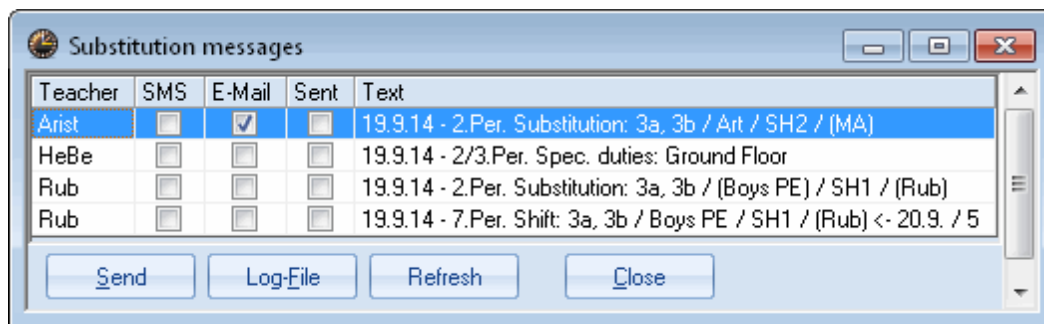 Substitution messages
Teacher SMS E-Mail Sent Text
Arist 19.9.14 - 2.Per. Substitution: 3a, 3b / Art / SH2 / (MA)
HeBe 19.9.14 - 2/3.Per. Spec. duties: Ground Floor
Rub 19.9.14 - 2.Per. Substitution: 3a, 3b / (Boys PE) / SH1 / (Rub)
Rub 19.9.14 - 7.Per. Shift: 3a, 3b / Boys PE / SH1 / (Rub) <- 20.9. / 5
Send Log-File Refresh Close